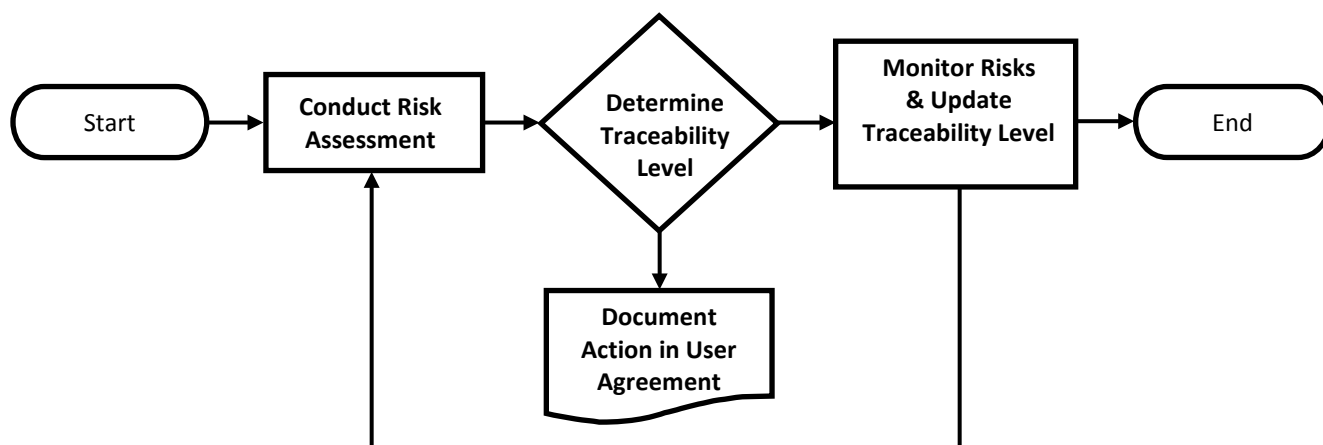 Start
Conduct Risk
Assessment
Determine
Traceability
Level
Monitor Risks
& Update
Traceability Level
End
Document
Action in User
Agreement